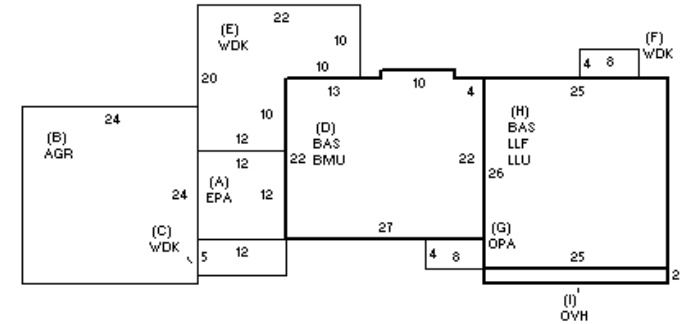 22
(E)
WDK
10
20
10
10
12
(F)
WDK
4 8
24
(B)
AGR
24
13
10
4
25
(D)
BAS
BMU
22
22
27
(H)
BAS
LLF
LLU
26
25
12
(A)
EPA
12
(C)
WDK
5
12
(G)
OPA
4 8
2
(I)
OVH